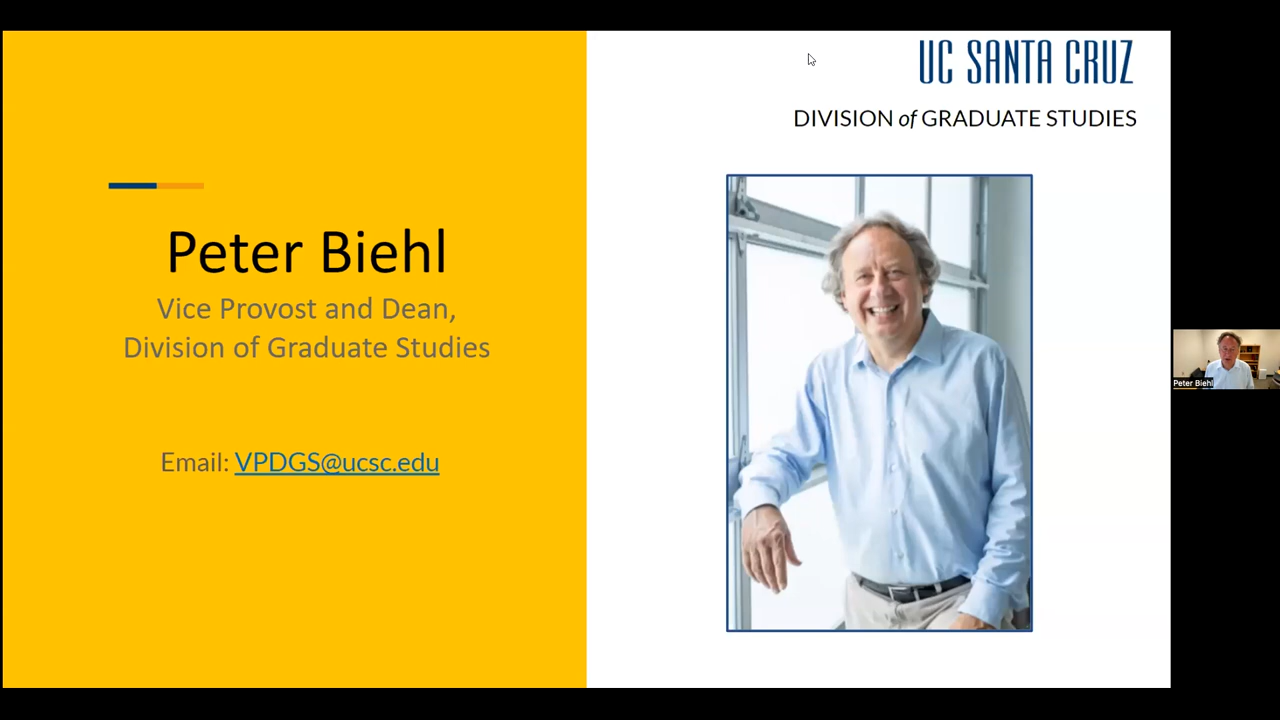 UC SANTA CRUZ
DIVISION of GRADUATE STUDIES
Peter Biehl
Vice Provost and Dean,
Division of Graduate Studies
Email: VPDGS@ucsc.edu
Peter Biehl